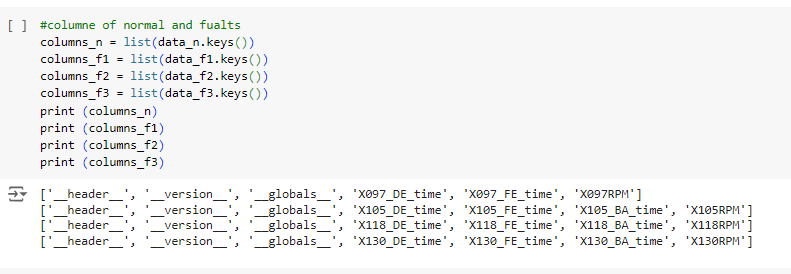 [ ] #columne of normal and fualts
columns_n = list(data_n.keys())
columns_f1 = list(data_f1.keys())
columns_f2 = list(data_f2.keys())
columns_f3 = list(data_f3.keys())
print (columns_n)
print (columns_f1)
print (columns_f2)
print (columns_f3)
['__header__', '__version__', '__globals__', 'X097_DE_time', 'X097_FE_time', 'X097RPM']
['__header__', '__version__', '__globals__', 'X105_DE_time', 'X105_FE_time', 'X105_BA_time', 'X105RPM']
['__header__', '__version__', '__globals__', 'X118_DE_time', 'X118_FE_time', 'X118_BA_time', 'X118RPM']
['__header__', '__version__', '__globals__', 'X130_DE_time', 'X130_FE_time', 'X130_BA_time', 'X130RPM']